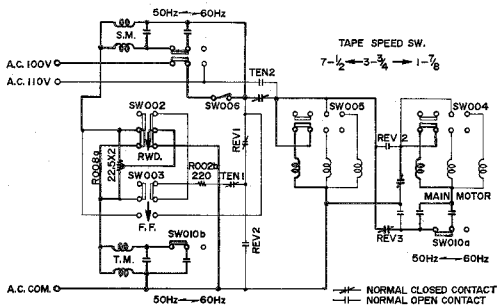 50Hz 60Hz
S.M.
TAPE SPEED SW.
7-1/2 3-3/4 1-7/8
A.C. 100V
A.C. 110V
TEN2
SW006
SW002
SW005
SW004
REV1
REV 2
R008a
22.5X2
RWD.
R002b
220
TEN1
SW003
MAIN MOTOR
F.F.
REV2
REV3
SW010a
T.M.
SW010b
50Hz 60Hz
A.C. COM.
50Hz 60Hz
NORMAL CLOSED CONTACT
NORMAL OPEN CONTACT